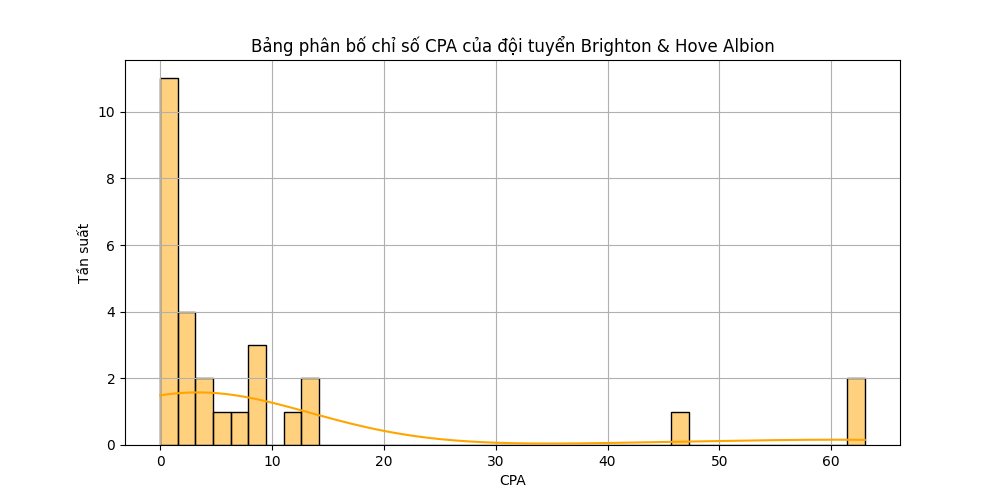 Bảng phân bố chỉ số CPA của đội tuyển Brighton & Hove Albion
10
8
6
4
2
0
Tần suất
0 10 20 30 40 50 60
CPA